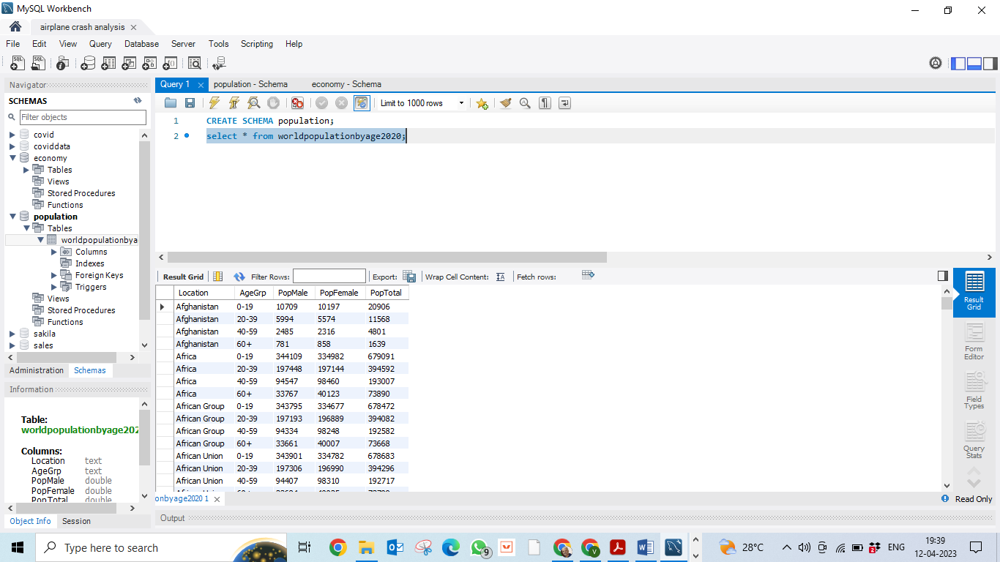 MySQL Workbench
airplane crash analysis
File Edit View Query Database Server Tools Scripting Help
Navigator
SCHEMAS
Filter objects
covid
coviddata
economy
Tables
Views
Stored Procedures
Functions
population
Tables
worldpopulationbya
Columns
Indexes
Foreign Keys
Triggers
Views
Stored Procedures
Functions
sakila
sales
Administration Schemas
Information
Table:
worldpopulationbyage202
Columns:
Location text
AgeGrp text
PopMale double
PopFemale double
PopTotal double
Object Info Session
Query 1 population - Schema economy - Schema
Limit to 1000 rows
1 CREATE SCHEMA population;
2 select * from worldpopulationbyage2020;
Result Grid Filter Rows: Export: Wrap Cell Content: Fetch rows:
Location AgeGrp PopMale PopFemale PopTotal
Afghanistan 0-19 10709 10197 20906
Afghanistan 20-39 5994 5574 11568
Afghanistan 40-59 2485 2316 4801
Afghanistan 60+ 781 858 1639
Africa 0-19 344109 334982 679091
Africa 20-39 197448 197144 394592
Africa 40-59 94547 98460 193007
Africa 60+ 33767 40123 73890
African Group 0-19 343795 334677 678472
African Group 20-39 197193 196889 394082
African Group 40-59 94334 98248 192582
African Group 60+ 33661 40007 73668
African Union 0-19 343901 334782 678683
African Union 20-39 197306 196990 394296
African Union 40-59 94407 98310 192717
Result
Grid
Form
Editor
Field
Types
Query
Stats
onbyage2020 1
Read Only
Output
Type here to search
9
28°C
2
ENG
19:39
12-04-2023